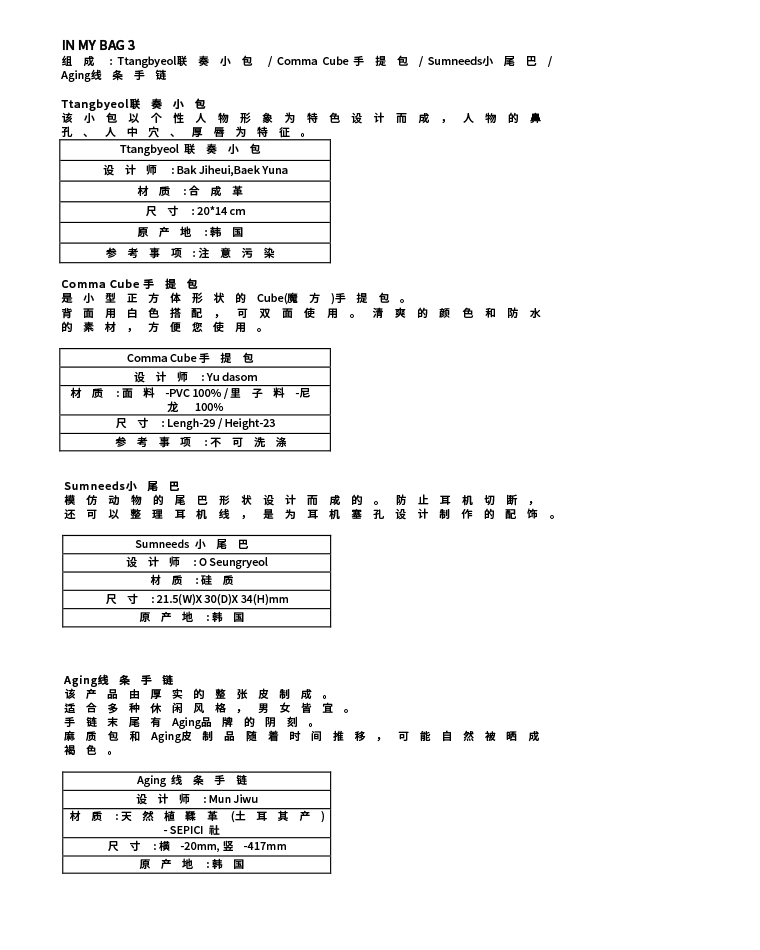 IN MY BAG 3
组成 : Ttangbyeol联奏小包 / Comma Cube 手提包 / Sumneeds小尾巴 /
Aging线条手链
Ttangbyeol联奏小包
该小包以个性人物形象为特色设计而成，人物的鼻
孔、人中穴、厚唇为特征。
Ttangbyeol 联奏小包
设计师 : Bak Jiheui,Baek Yuna
材质 : 合成革
尺寸 : 20*14 cm
原产地 : 韩国
参考事项 : 注意污染
Comma Cube 手提包
是小型正方体形状的 Cube(魔方)手提包。
背面用白色搭配，可双面使用。清爽的颜色和防水
的素材，方便您使用。
Comma Cube 手提包
设计师 : Yu dasom
材质 : 面料 -PVC 100% / 里子料 -尼
龙 100%
尺寸 : Lengh-29 / Height-23
参考事项 : 不可洗涤
Sumneeds小尾巴
模仿动物的尾巴形状设计而成的。防止耳机切断，
还可以整理耳机线，是为耳机塞孔设计制作的配饰。
Sumneeds 小尾巴
设计师 : O Seungryeol
材质 : 硅质
尺寸 : 21.5(W)X 30(D)X 34(H)mm
原产地 : 韩国
Aging线条手链
该产品由厚实的整张皮制成。
适合多种休闲风格，男女皆宜。
手链末尾有 Aging品牌的阴刻。
麻质包和 Aging皮制品随着时间推移，可能自然被晒成
褐色。
Aging 线条手链
设计师 : Mun Jiwu
材质 : 天然植鞣革 (土耳其产)
- SEPICI 社
尺寸 : 横 -20mm, 竖 -417mm
原产地 : 韩国